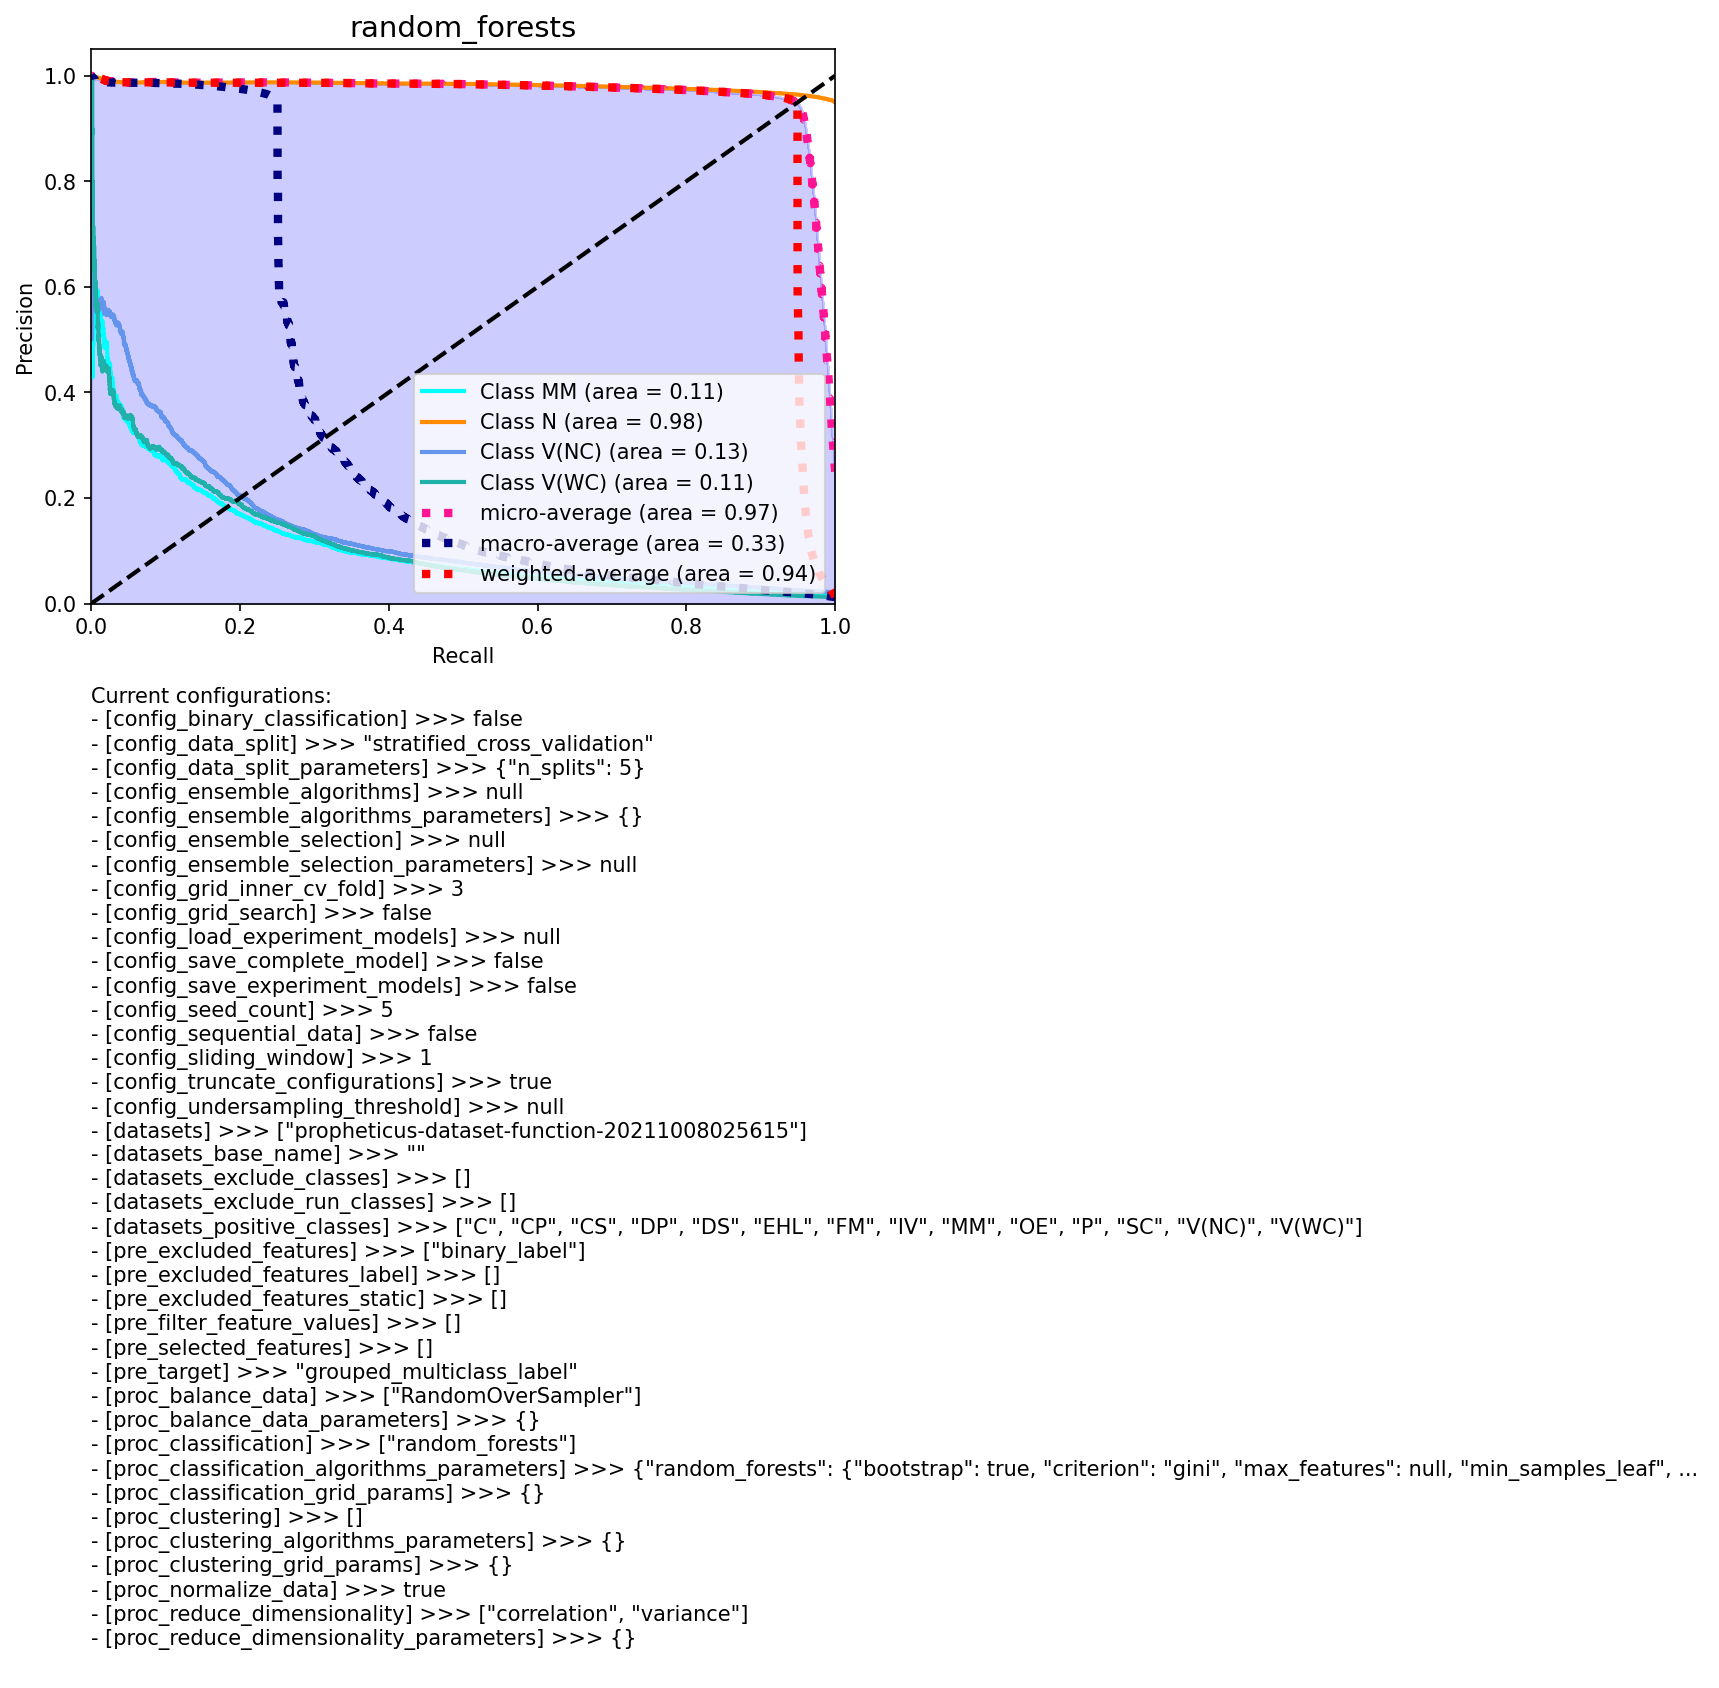 random_forests
1.0
0.8
0.6
0.4
0.2
0.0
Precision
Class MM (area = 0.11)
Class N (area = 0.98)
Class V(NC) (area = 0.13)
Class V(WC) (area = 0.11)
micro-average (area = 0.97)
macro-average (area = 0.33)
weighted-average (area = 0.94)
0.0 0.2 0.4 0.6 0.8 1.0
Recall
Current configurations:
- [config_binary_classification] >>> false
- [config_data_split] >>> "stratified_cross_validation"
- [config_data_split_parameters] >>> {"n_splits": 5}
- [config_ensemble_algorithms] >>> null
- [config_ensemble_algorithms_parameters] >>> {}
- [config_ensemble_selection] >>> null
- [config_ensemble_selection_parameters] >>> null
- [config_grid_inner_cv_fold] >>> 3
- [config_grid_search] >>> false
- [config_load_experiment_models] >>> null
- [config_save_complete_model] >>> false
- [config_save_experiment_models] >>> false
- [config_seed_count] >>> 5
- [config_sequential_data] >>> false
- [config_sliding_window] >>> 1
- [config_truncate_configurations] >>> true
- [config_undersampling_threshold] >>> null
- [datasets] >>> ["propheticus-dataset-function-20211008025615"]
- [datasets_base_name] >>> ""
- [datasets_exclude_classes] >>> []
- [datasets_exclude_run_classes] >>> []
- [datasets_positive_classes] >>> ["C", "CP", "CS", "DP", "DS", "EHL", "FM", "IV", "MM", "OE", "P", "SC", "V(NC)", "V(WC)"]
- [pre_excluded_features] >>> ["binary_label"]
- [pre_excluded_features_label] >>> []
- [pre_excluded_features_static] >>> []
- [pre_filter_feature_values] >>> []
- [pre_selected_features] >>> []
- [pre_target] >>> "grouped_multiclass_label"
- [proc_balance_data] >>> ["RandomOverSampler"]
- [proc_balance_data_parameters] >>> {}
- [proc_classification] >>> ["random_forests"]
- [proc_classification_algorithms_parameters] >>> {"random_forests": {"bootstrap": true, "criterion": "gini", "max_features": null, "min_samples_leaf", ...
- [proc_classification_grid_params] >>> {}
- [proc_clustering] >>> []
- [proc_clustering_algorithms_parameters] >>> {}
- [proc_clustering_grid_params] >>> {}
- [proc_normalize_data] >>> true
- [proc_reduce_dimensionality] >>> ["correlation", "variance"]
- [proc_reduce_dimensionality_parameters] >>> {}